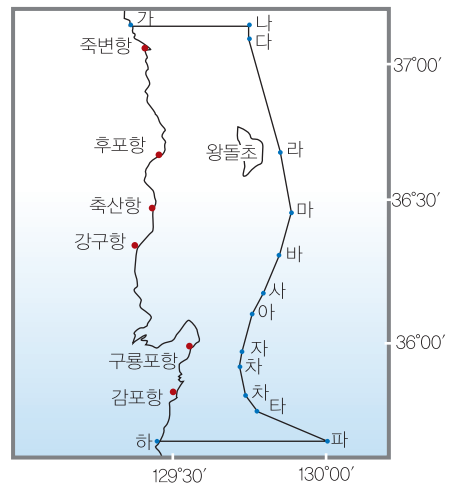 가 나
죽변항 다
37°00′
후포항 왕돌초 라
36°30′
축산항 마
강구항 바
사
아
36°00′
구룡포항 자
차
감포항 차
타
하 파
129°30′ 130°00′